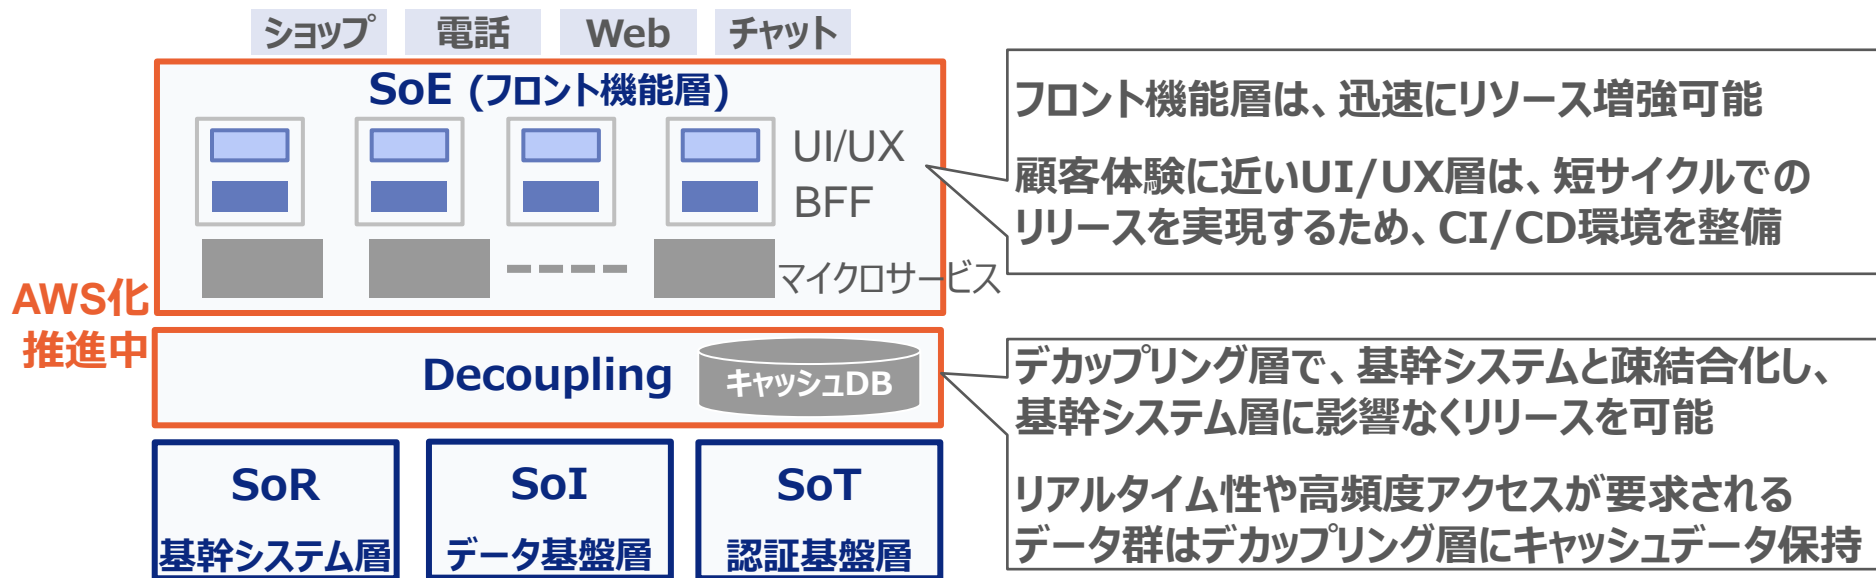 ショップ 電話 Web チャット
SoE (フロント機能層)
UI/UX
BFF
マイクロサービス
AWS化
推進中
Decoupling
キャッシュDB
SoR
基幹システム層
SoI
データ基盤層
SoT
認証基盤層
フロント機能層は、迅速にリソース増強可能
顧客体験に近いUI/UX層は、短サイクルでの
リリースを実現するため、CI/CD環境を整備
デカップリング層で、基幹システムと疎結合化し、
基幹システム層に影響なくリリースを可能
リアルタイム性や高頻度アクセスが要求される
データ群はデカップリング層にキャッシュデータ保持